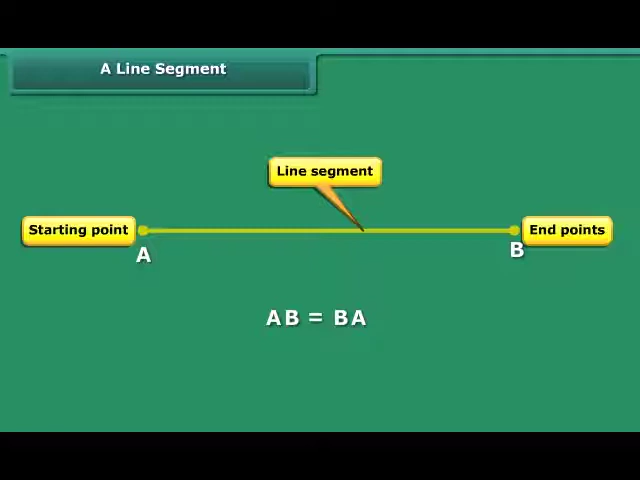 A Line Segment
Line segment
Starting point
End points
A
B
AB = BA